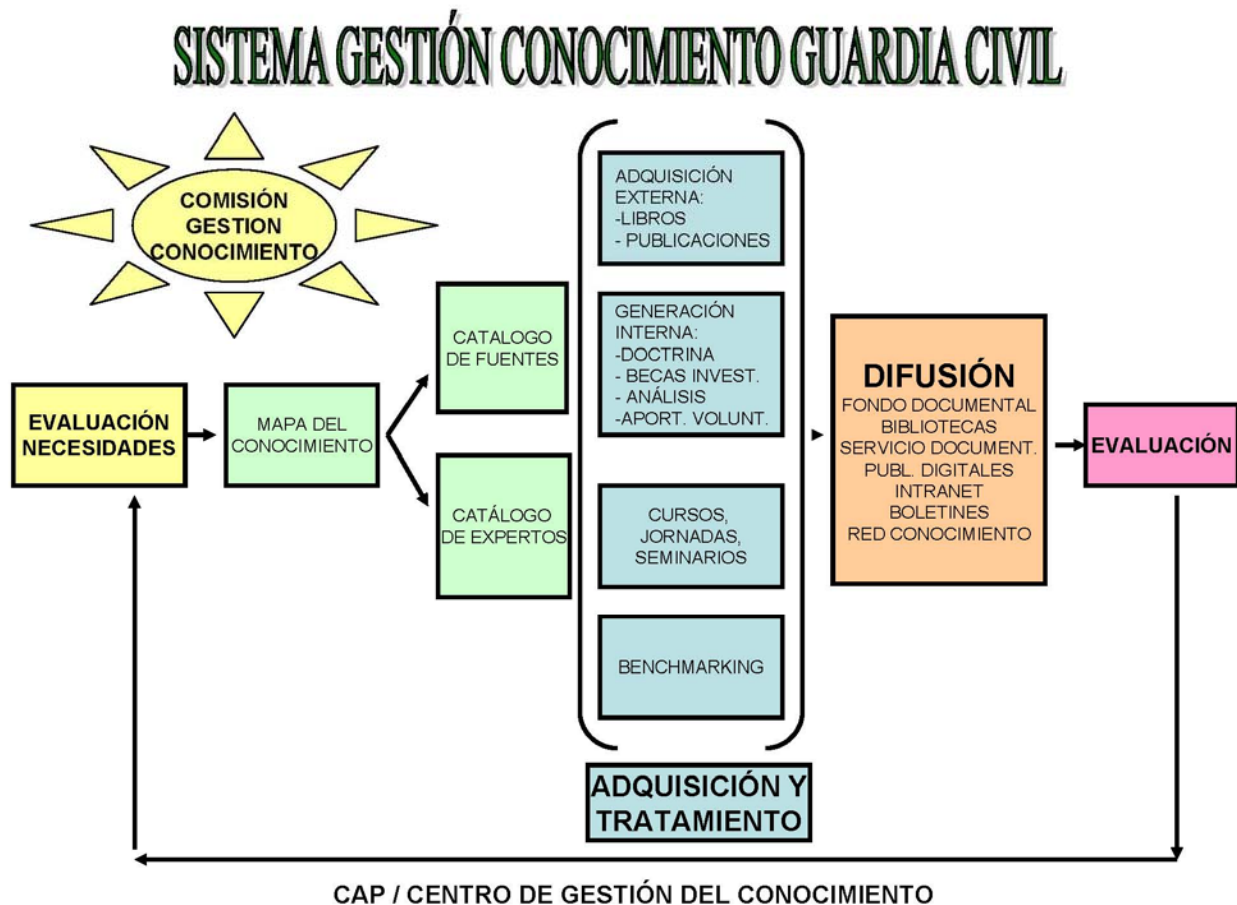 SISTEMA GESTIÓN CONOCIMIENTO GUARDIA CIVIL
COMISIÓN
GESTION
CONOCIMIENTO
EVALUACIÓN
NECESIDADES
MAPA DEL
CONOCIMIENTO
CATALOGO
DE FUENTES
CATÁLOGO
DE EXPERTOS
ADQUISICIÓN
EXTERNA:
-LIBROS
- PUBLICACIONES
GENERACIÓN
INTERNA:
-DOCTRINA
- BECAS INVEST.
- ANÁLISIS
-APORT. VOLUNT.
CURSOS,
JORNADAS,
SEMINARIOS
BENCHMARKING
ADQUISICIÓN Y
TRATAMIENTO
DIFUSIÓN
FONDO DOCUMENTAL
BIBLIOTECAS
SERVICIO DOCUMENT.
PUBL. DIGITALES
INTRANET
BOLETINES
RED CONOCIMIENTO
EVALUACIÓN
CAP / CENTRO DE GESTIÓN DEL CONOCIMIENTO